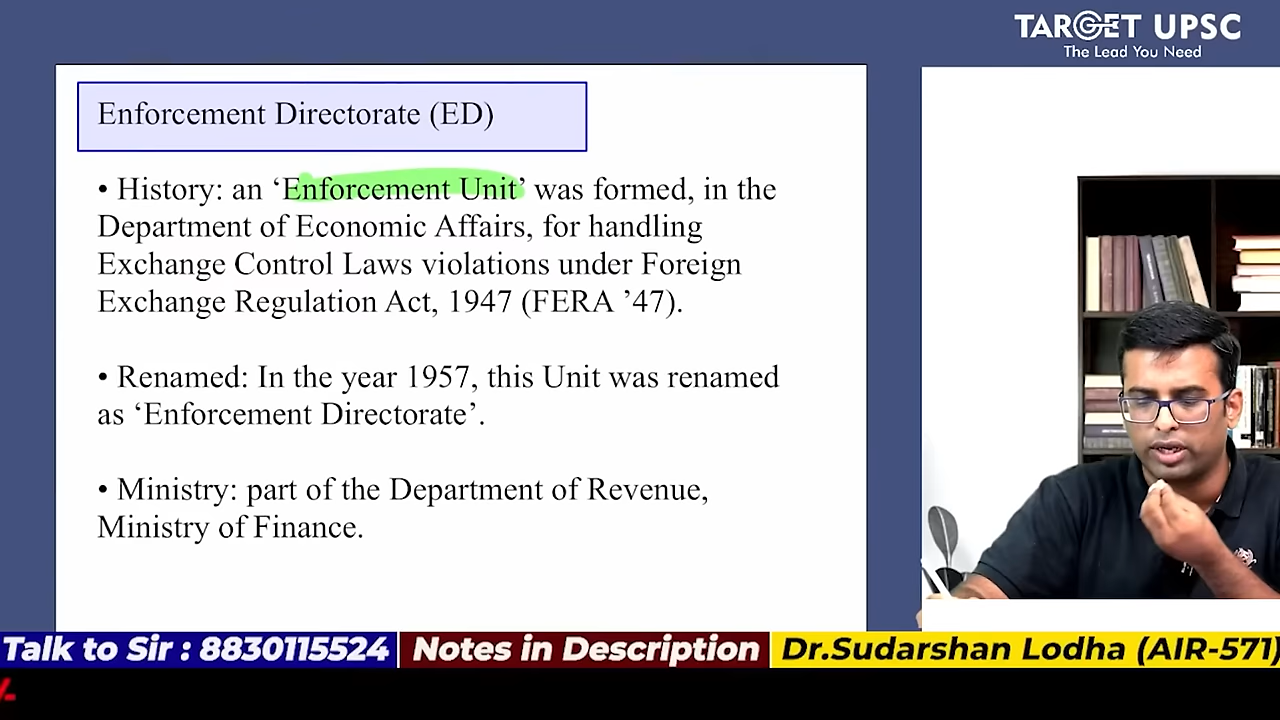 TARGET UPSC
The Lead You Need
Enforcement Directorate (ED)
• History: an ‘Enforcement Unit’ was formed, in the
Department of Economic Affairs, for handling
Exchange Control Laws violations under Foreign
Exchange Regulation Act, 1947 (FERA ’47).
• Renamed: In the year 1957, this Unit was renamed
as ‘Enforcement Directorate’.
• Ministry: part of the Department of Revenue,
Ministry of Finance.
Talk to Sir : 8830115524
Notes in Description
Dr.Sudarshan Lodha (AIR-571)